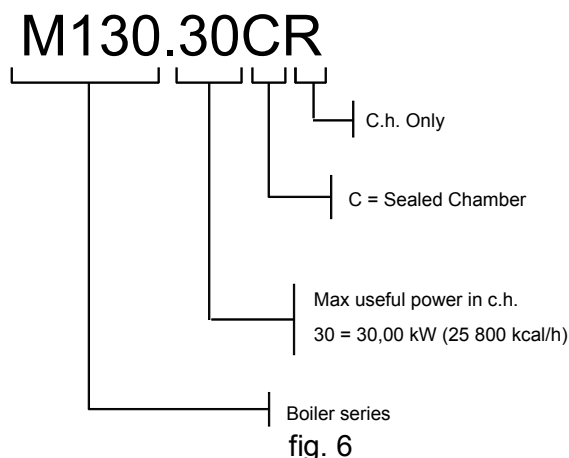 M130.30CR
C.h. Only
C = Sealed Chamber
Max useful power in c.h.
30 = 30,00 kW (25 800 kcal/h)
Boiler series
fig. 6